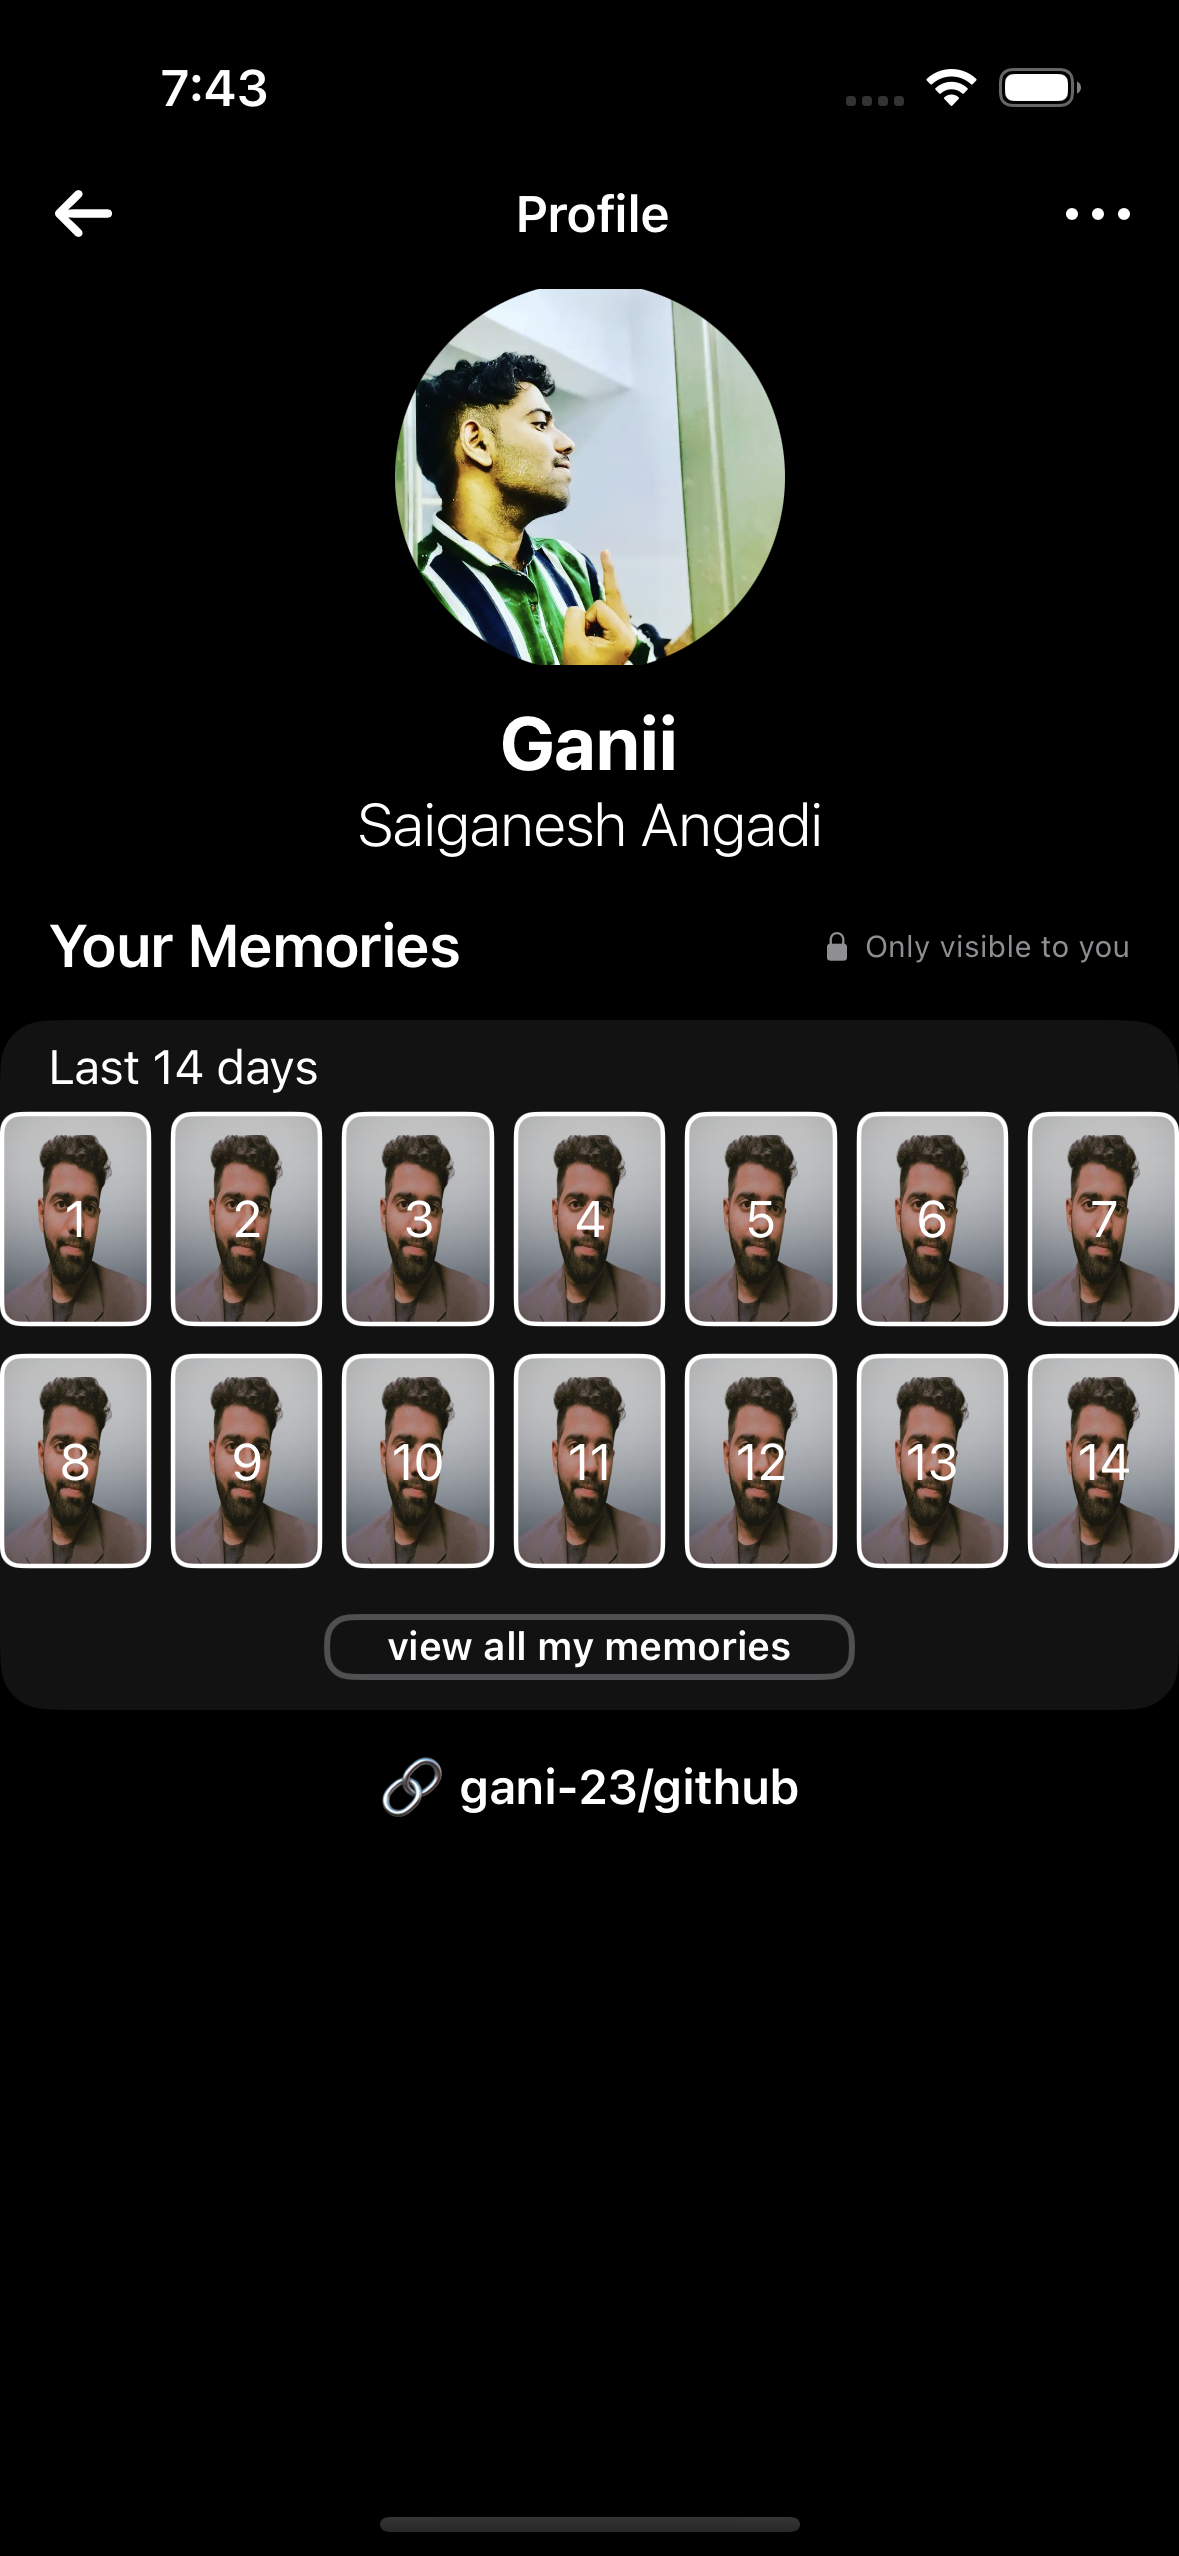 7:43
Profile
Ganii
Saiganesh Angadi
Your Memories
Only visible to you
Last 14 days
1 2 3 4 5 6 7
8 9 10 11 12 13 14
view all my memories
gani-23/github